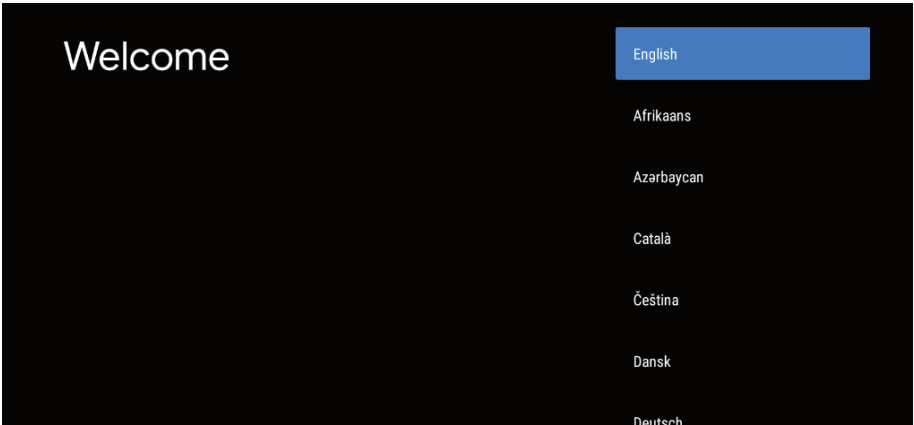 Welcome
English
Afrikaans
Azərbaycan
Català
Čeština
Dansk
Deutsch